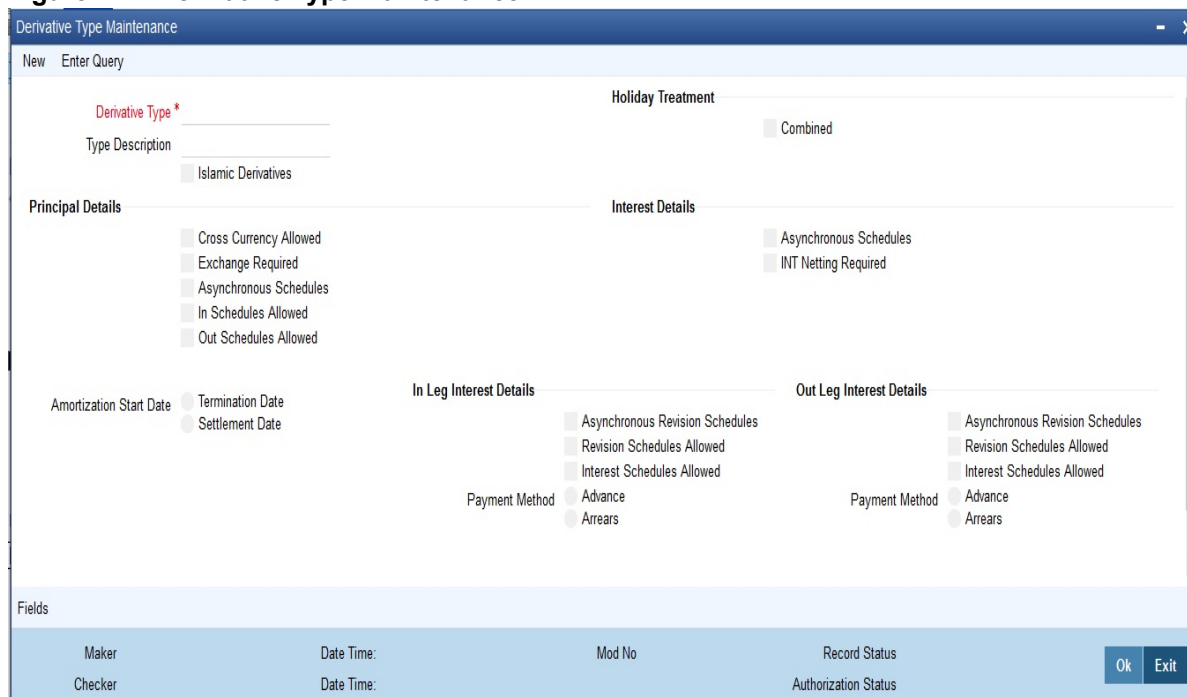 Derivative Type Maintenance
New Enter Query
Derivative Type *
Type Description
Islamic Derivatives
Holiday Treatment
Combined
Principal Details
Cross Currency Allowed
Exchange Required
Asynchronous Schedules
In Schedules Allowed
Out Schedules Allowed
Interest Details
Asynchronous Schedules
INT Netting Required
Amortization Start Date
Termination Date
Settlement Date
In Leg Interest Details
Asynchronous Revision Schedules
Revision Schedules Allowed
Interest Schedules Allowed
Payment Method
Advance
Arrears
Out Leg Interest Details
Asynchronous Revision Schedules
Revision Schedules Allowed
Interest Schedules Allowed
Payment Method
Advance
Arrears
Fields
Maker Date Time: Mod No Record Status
Checker Date Time: Authorization Status
Ok Exit